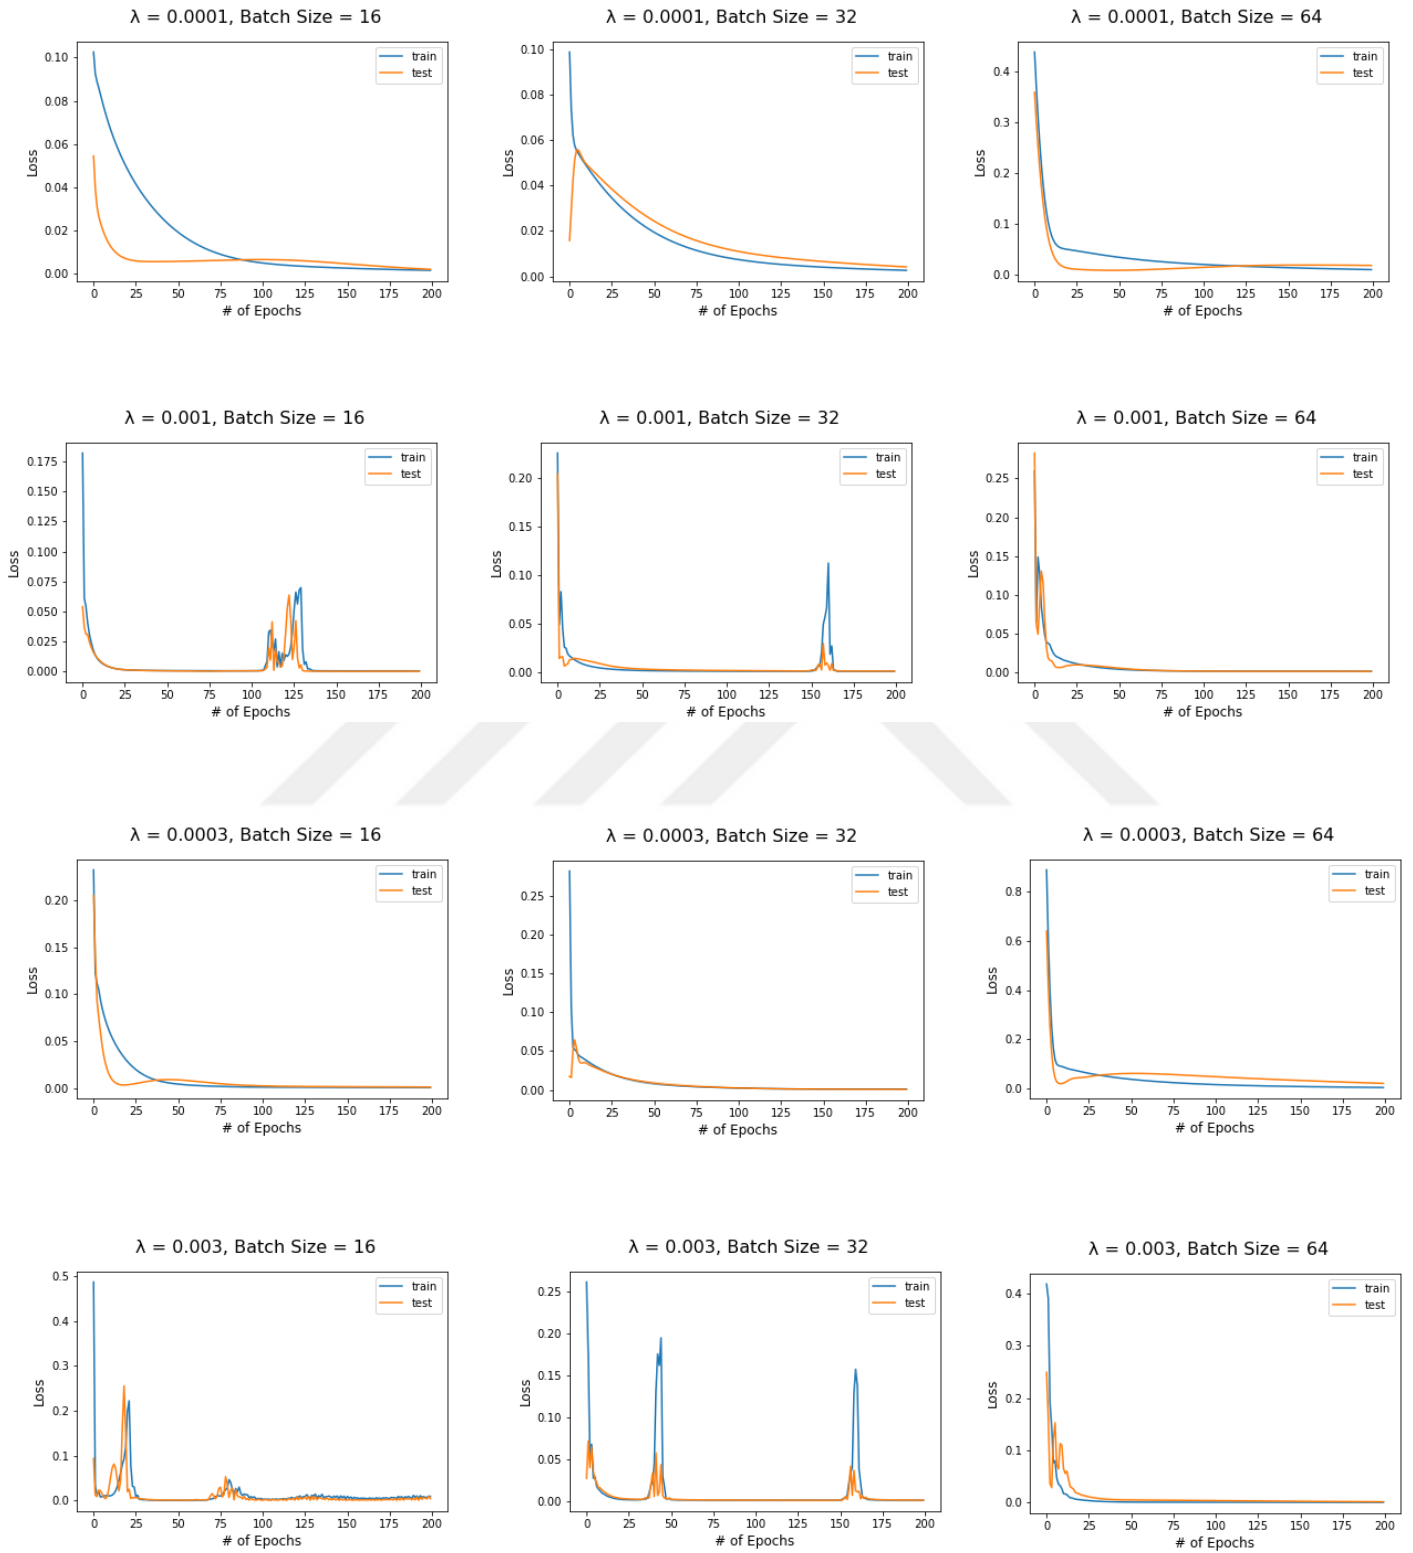 λ = 0.0001, Batch Size = 16
λ = 0.0001, Batch Size = 32
λ = 0.0001, Batch Size = 64
train
test
0.10
0.08
0.06
0.04
0.02
0.00
Loss
0 25 50 75 100 125 150 175 200
# of Epochs
train
test
0.10
0.08
0.06
0.04
0.02
0.00
Loss
0 25 50 75 100 125 150 175 200
# of Epochs
train
test
0.4
0.3
0.2
0.1
0.0
Loss
0 25 50 75 100 125 150 175 200
# of Epochs
λ = 0.001, Batch Size = 16
λ = 0.001, Batch Size = 32
λ = 0.001, Batch Size = 64
train
test
0.175
0.150
0.125
0.100
0.075
0.050
0.025
0.000
Loss
0 25 50 75 100 125 150 175 200
# of Epochs
train
test
0.20
0.15
0.10
0.05
0.00
Loss
0 25 50 75 100 125 150 175 200
# of Epochs
train
test
0.25
0.20
0.15
0.10
0.05
0.00
Loss
0 25 50 75 100 125 150 175 200
# of Epochs
λ = 0.0003, Batch Size = 16
λ = 0.0003, Batch Size = 32
λ = 0.0003, Batch Size = 64
train
test
0.20
0.15
0.10
0.05
0.00
Loss
0 25 50 75 100 125 150 175 200
# of Epochs
train
test
0.25
0.20
0.15
0.10
0.05
0.00
Loss
0 25 50 75 100 125 150 175 200
# of Epochs
train
test
0.8
0.6
0.4
0.2
0.0
Loss
0 25 50 75 100 125 150 175 200
# of Epochs
λ = 0.003, Batch Size = 16
λ = 0.003, Batch Size = 32
λ = 0.003, Batch Size = 64
train
test
0.5
0.4
0.3
0.2
0.1
0.0
Loss
0 25 50 75 100 125 150 175 200
# of Epochs
train
test
0.25
0.20
0.15
0.10
0.05
0.00
Loss
0 25 50 75 100 125 150 175 200
# of Epochs
train
test
0.4
0.3
0.2
0.1
0.0
Loss
0 25 50 75 100 125 150 175 200
# of Epochs